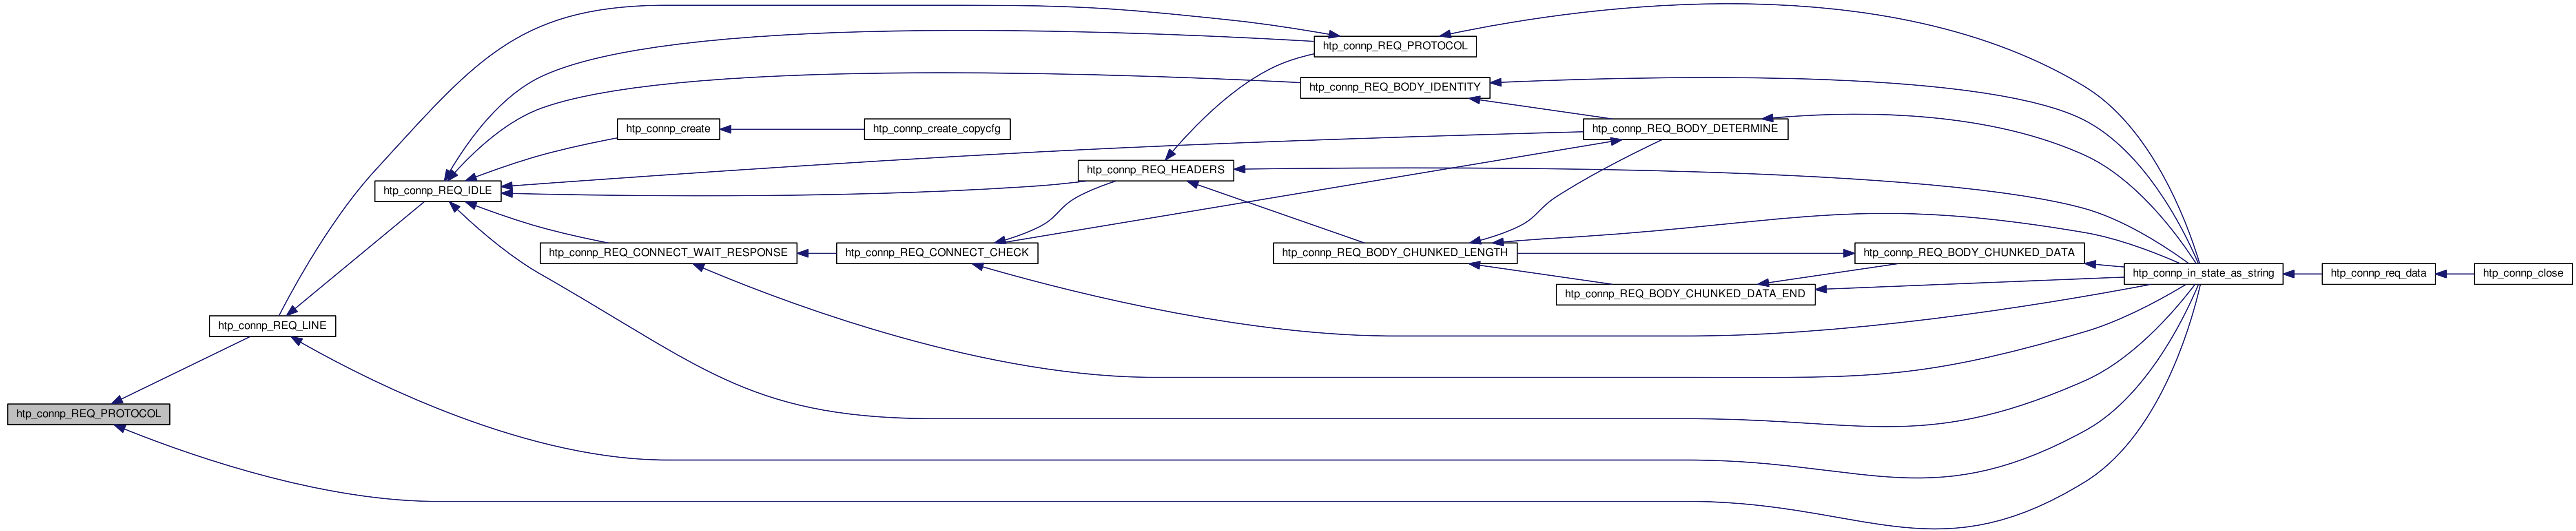 htp_connp_REQ_PROTOCOL
htp_connp_REQ_BODY_IDENTITY
htp_connp_create
htp_connp_create_copycfg
htp_connp_REQ_BODY_DETERMINE
htp_connp_REQ_HEADERS
htp_connp_REQ_IDLE
htp_connp_REQ_CONNECT_WAIT_RESPONSE
htp_connp_REQ_CONNECT_CHECK
htp_connp_REQ_BODY_CHUNKED_LENGTH
htp_connp_REQ_BODY_CHUNKED_DATA
htp_connp_in_state_as_string
htp_connp_req_data
htp_connp_close
htp_connp_REQ_BODY_CHUNKED_DATA_END
htp_connp_REQ_LINE
htp_connp_REQ_PROTOCOL